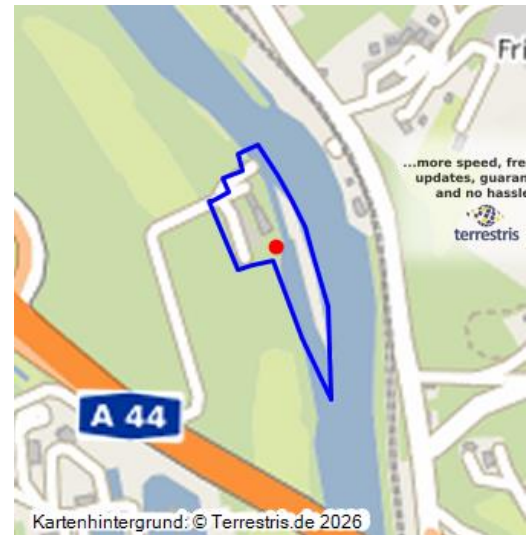 Fri
...more speed, fre
updates, guaran
and no hassle
terrestris
A 44
Kartenhintergrund: © Terrestris.de 2026